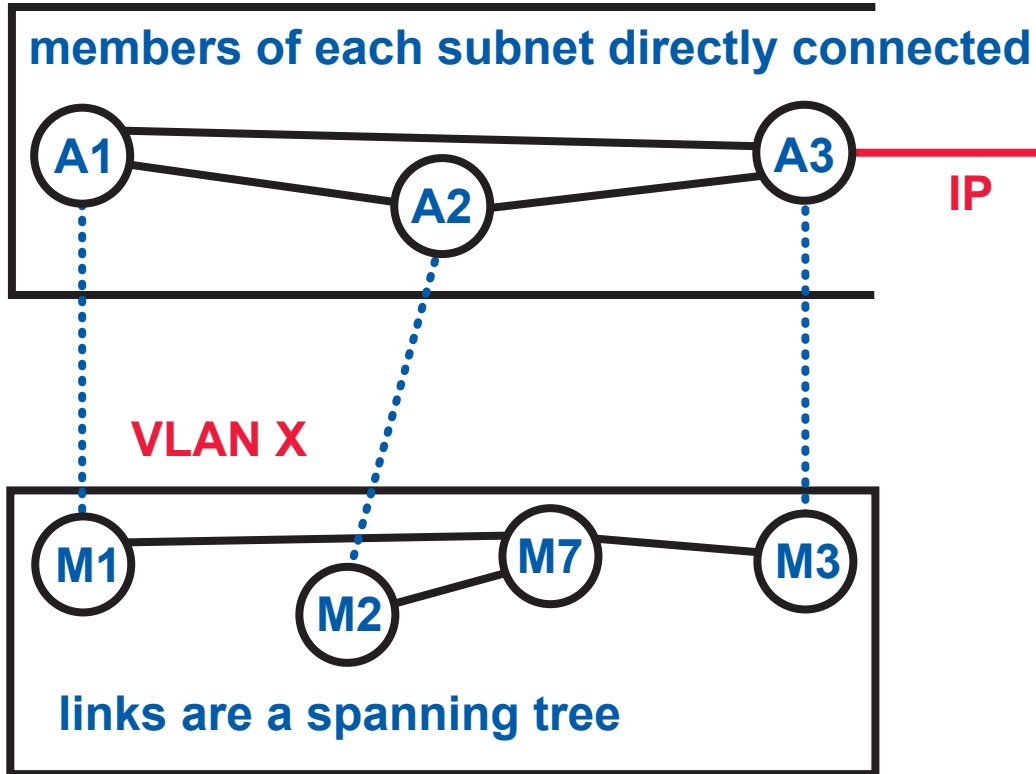 members of each subnet directly connected
A1
A2
A3
IP
VLAN X
M1
M2
M7
M3
links are a spanning tree